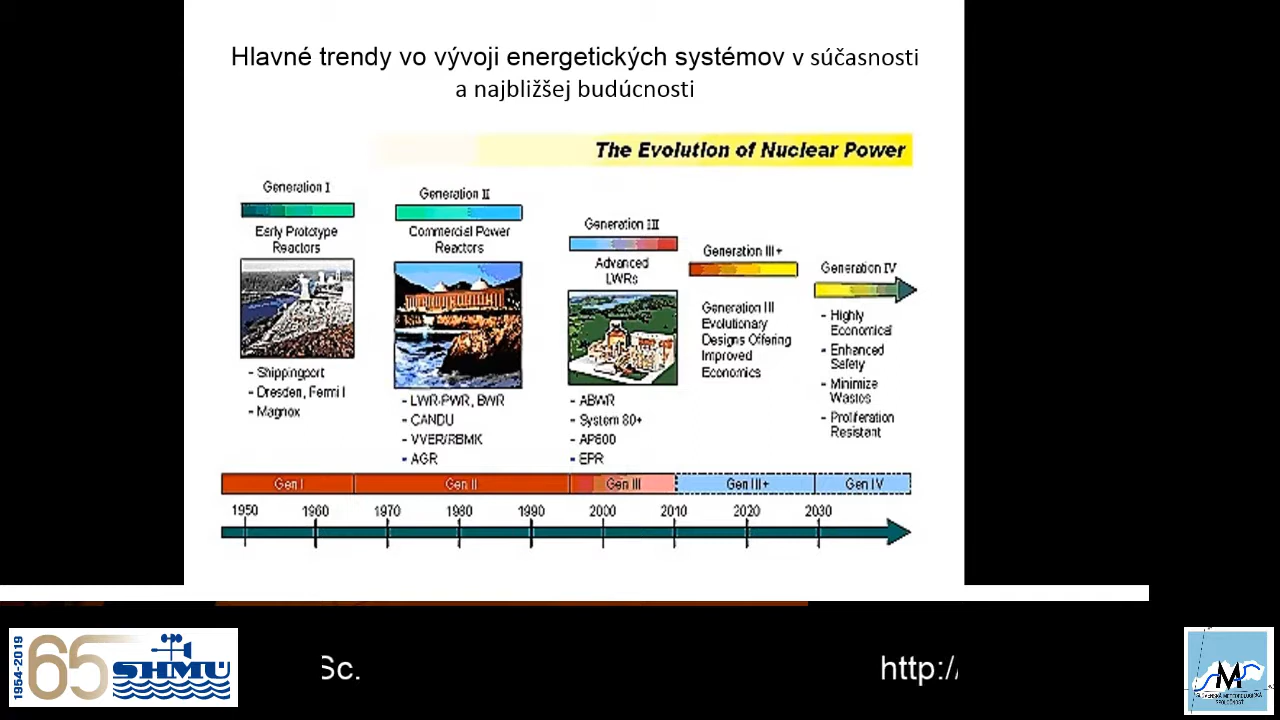 Hlavné trendy vo vývoji energetických systémov v súčasnosti
a najbližšej budúcnosti
The Evolution of Nuclear Power
Generation I
Early Prototype
Reactors
- Shippingport
- Dresden, Fermi I
- Magnox
Generation II
Commercial Power
Reactors
- LWR-PWR, BWR
- CANDU
- VVER/RBMK
- AGR
Generation III
Advanced
LWRs
- ABWR
- System 80+
- AP600
- EPR
Generation III+
Generation III
Evolutionary
Designs Offering
Improved
Economics
Generation IV
- Highly
Economical
- Enhanced
Safety
- Minimize
Wastes
- Proliferation
Resistant
Gen I
Gen II
Gen III
Gen III+
Gen IV
1950 1960 1970 1980 1990 2000 2010 2020 2030
1954-2019
65
SHMÚ
Sc.
http:/
SLOVENSKÁ METEOROLOGICKÁ
SPOLOČNOSŤ